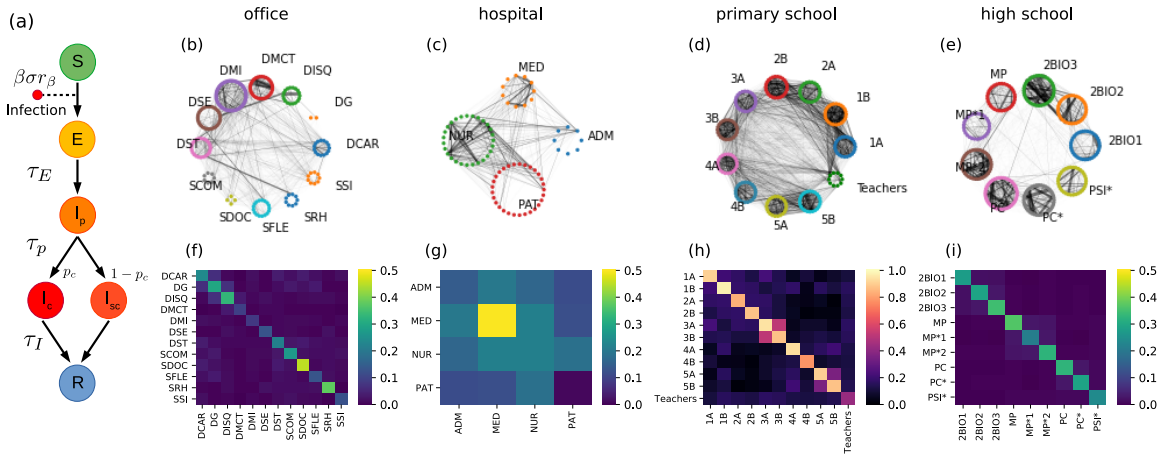 office
hospital
primary school
high school
(a)
S
βσr_β
Infection
E
τ_E
I_p
τ_p
p_c
1 − p_c
I_c
I_sc
τ_I
R
(b)
DMCT
DMI
DISQ
DSE
DG
DST
DCAR
SCOM
SSI
SDOC
SRH
SFLE
(c)
MED
NUR
ADM
PAT
(d)
2B
2A
3A
1B
3B
1A
4A
Teachers
4B
5B
5A
(e)
2BIO3
MP
2BIO2
MP*1
2BIO1
MP*2
PSI*
PC
PC*
(f)
DCAR
DG
DISQ
DMCT
DMI
DSE
DST
SCOM
SDOC
SFLE
SRH
SSI
DCAR
DG
DISQ
DMCT
DMI
DSE
DST
SCOM
SDOC
SFLE
SRH
SSI
0.5
0.4
0.3
0.2
0.1
0.0
(g)
ADM
MED
NUR
PAT
ADM
MED
NUR
PAT
0.5
0.4
0.3
0.2
0.1
0.0
(h)
1A
1B
2A
2B
3A
3B
4A
4B
5A
5B
Teachers
1A
1B
2A
2B
3A
3B
4A
4B
5A
5B
Teachers
1.0
0.8
0.6
0.4
0.2
0.0
(i)
2BIO1
2BIO2
2BIO3
MP
MP*1
MP*2
PC
PC*
PSI*
2BIO1
2BIO2
2BIO3
MP
MP*1
MP*2
PC
PC*
PSI*
0.5
0.4
0.3
0.2
0.1
0.0